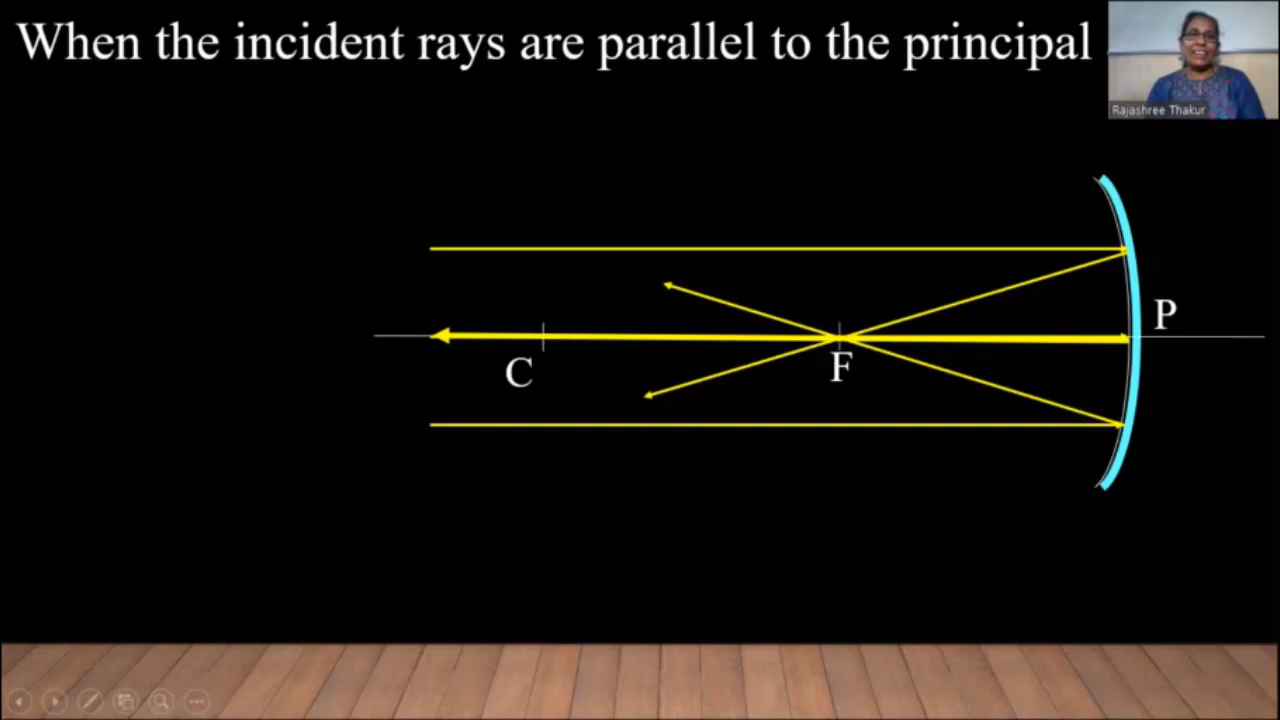 When the incident rays are parallel to the principal
Rajashree Thakur
P
C
F